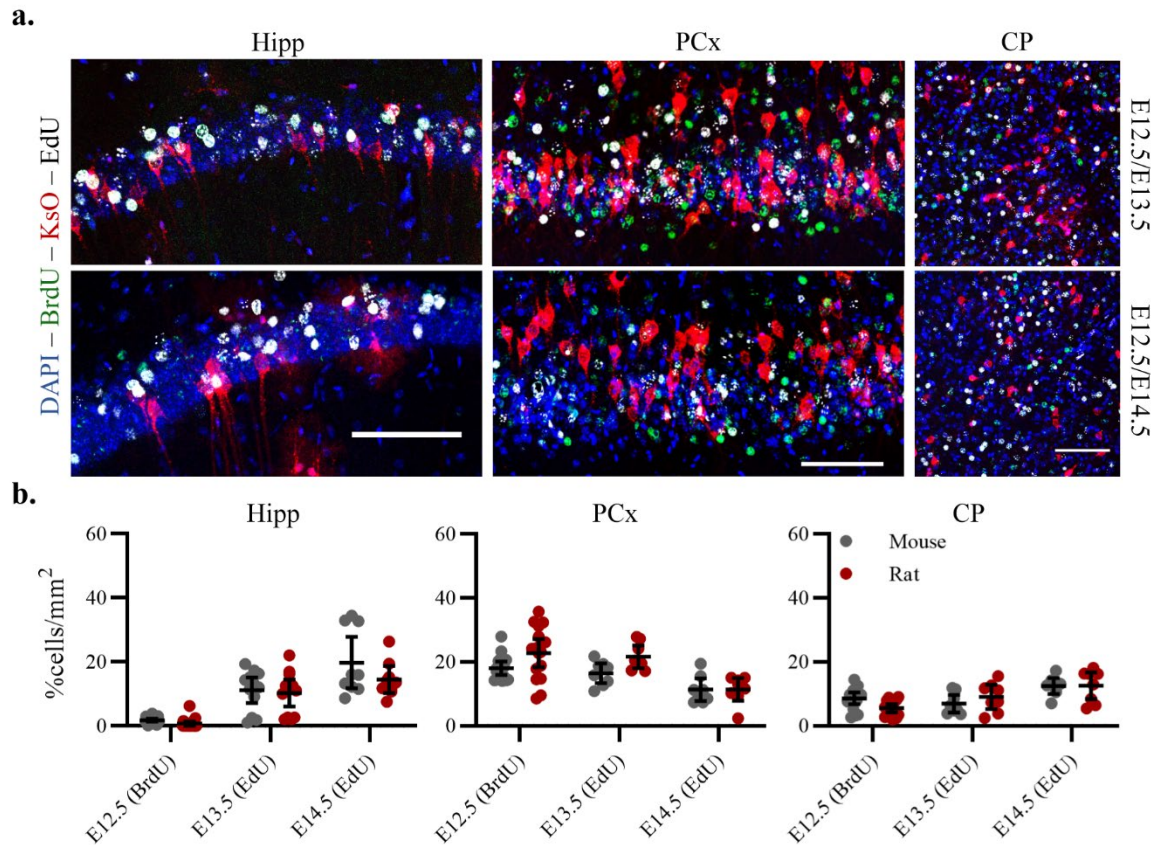 a.
Hipp PCx CP
DAPI – BrdU – KsO – EdU
E12.5/E13.5
E12.5/E14.5
b.
Hipp PCx CP
%cells/mm²
60 60 60
Mouse
Rat
40 40 40
20 20 20
0 0 0
E12.5 (BrdU) E13.5 (EdU) E14.5 (EdU) E12.5 (BrdU) E13.5 (EdU) E14.5 (EdU) E12.5 (BrdU) E13.5 (EdU) E14.5 (EdU)